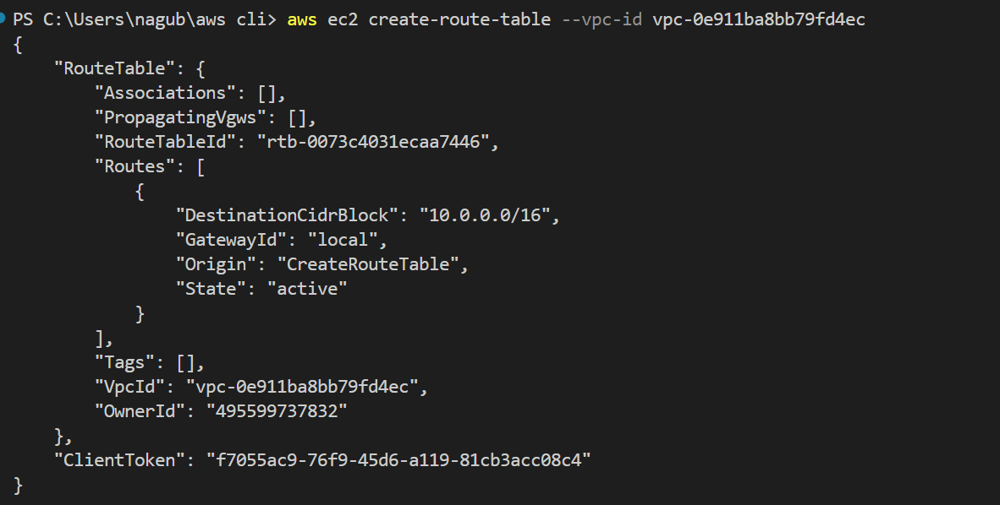 PS C:\Users\nagub\aws cli> aws ec2 create-route-table --vpc-id vpc-0e911ba8bb79fd4ec
{
    "RouteTable": {
        "Associations": [],
        "PropagatingVgws": [],
        "RouteTableId": "rtb-0073c4031ecaa7446",
        "Routes": [
            {
                "DestinationCidrBlock": "10.0.0.0/16",
                "GatewayId": "local",
                "Origin": "CreateRouteTable",
                "State": "active"
            }
        ],
        "Tags": [],
        "VpcId": "vpc-0e911ba8bb79fd4ec",
        "OwnerId": "495599737832"
    },
    "ClientToken": "f7055ac9-76f9-45d6-a119-81cb3acc08c4"
}